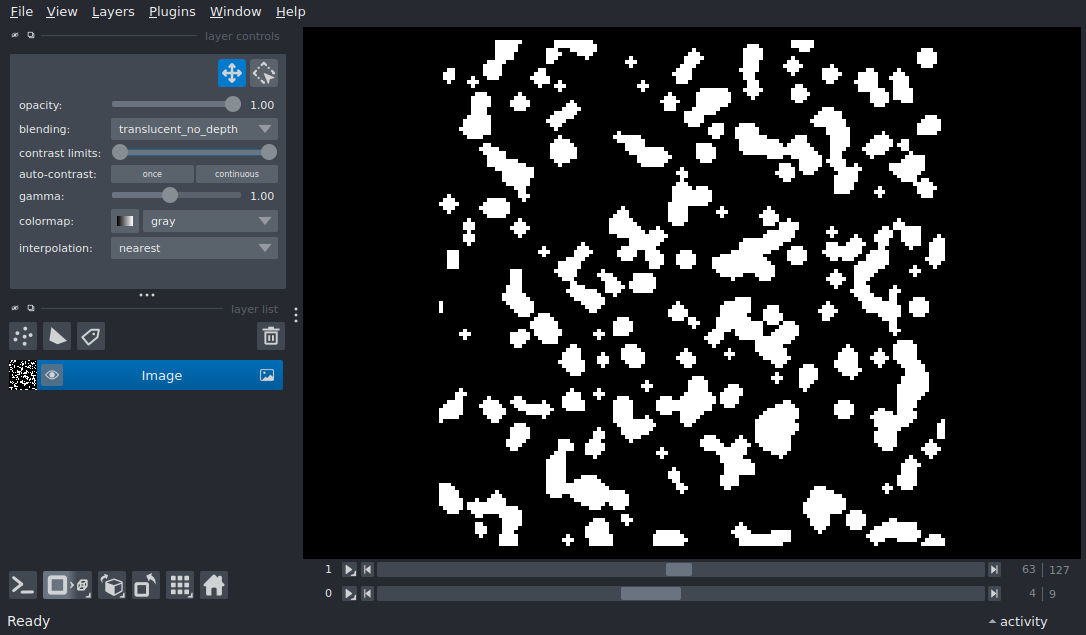 File View Layers Plugins Window Help
layer controls
opacity: 1.00
blending: translucent_no_depth
contrast limits:
auto-contrast: once continuous
gamma: 1.00
colormap: gray
interpolation: nearest
layer list
Image
1 63 127
0 4 9
Ready activity